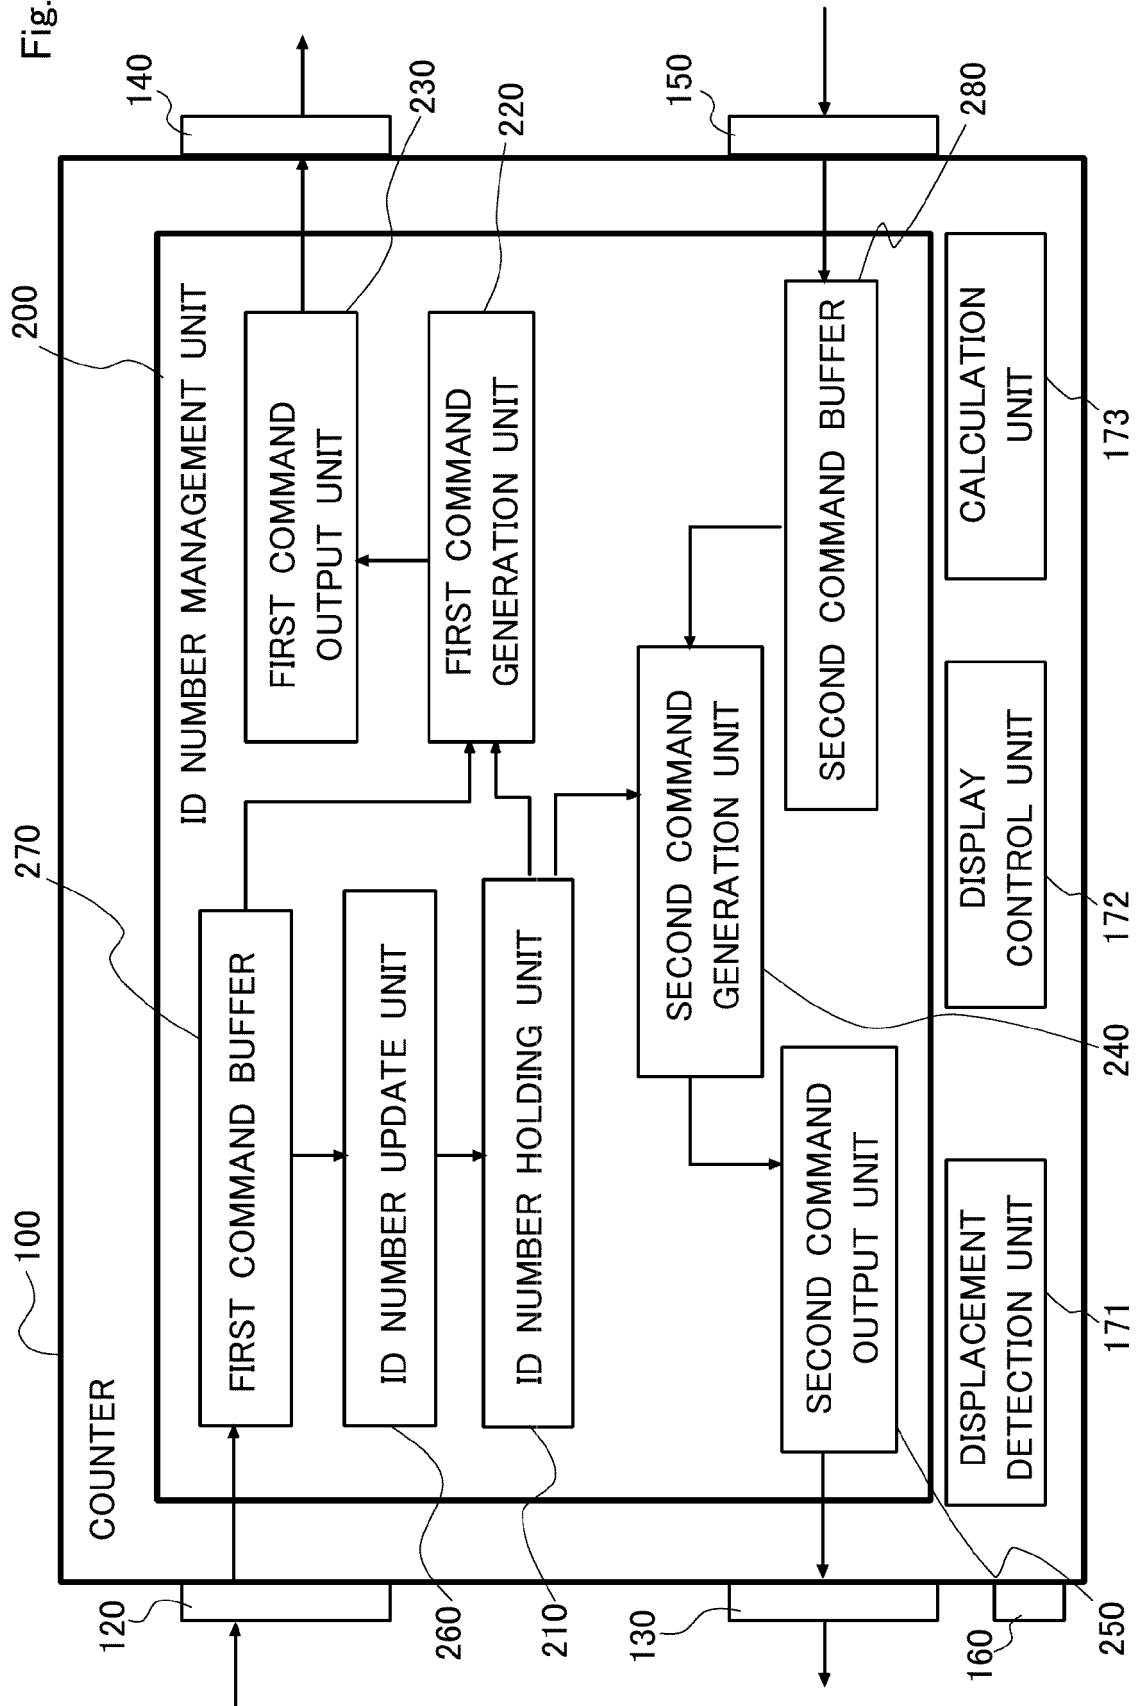 Fig.
100
COUNTER
200
ID NUMBER MANAGEMENT UNIT
270
FIRST COMMAND BUFFER
ID NUMBER UPDATE UNIT
ID NUMBER HOLDING UNIT
FIRST COMMAND
OUTPUT UNIT
FIRST COMMAND
GENERATION UNIT
SECOND COMMAND
GENERATION UNIT
SECOND COMMAND BUFFER
SECOND COMMAND
OUTPUT UNIT
DISPLACEMENT
DETECTION UNIT
DISPLAY
CONTROL UNIT
CALCULATION
UNIT
120
260
210
130
160
250
171
240
172
173
140
230
220
150
280